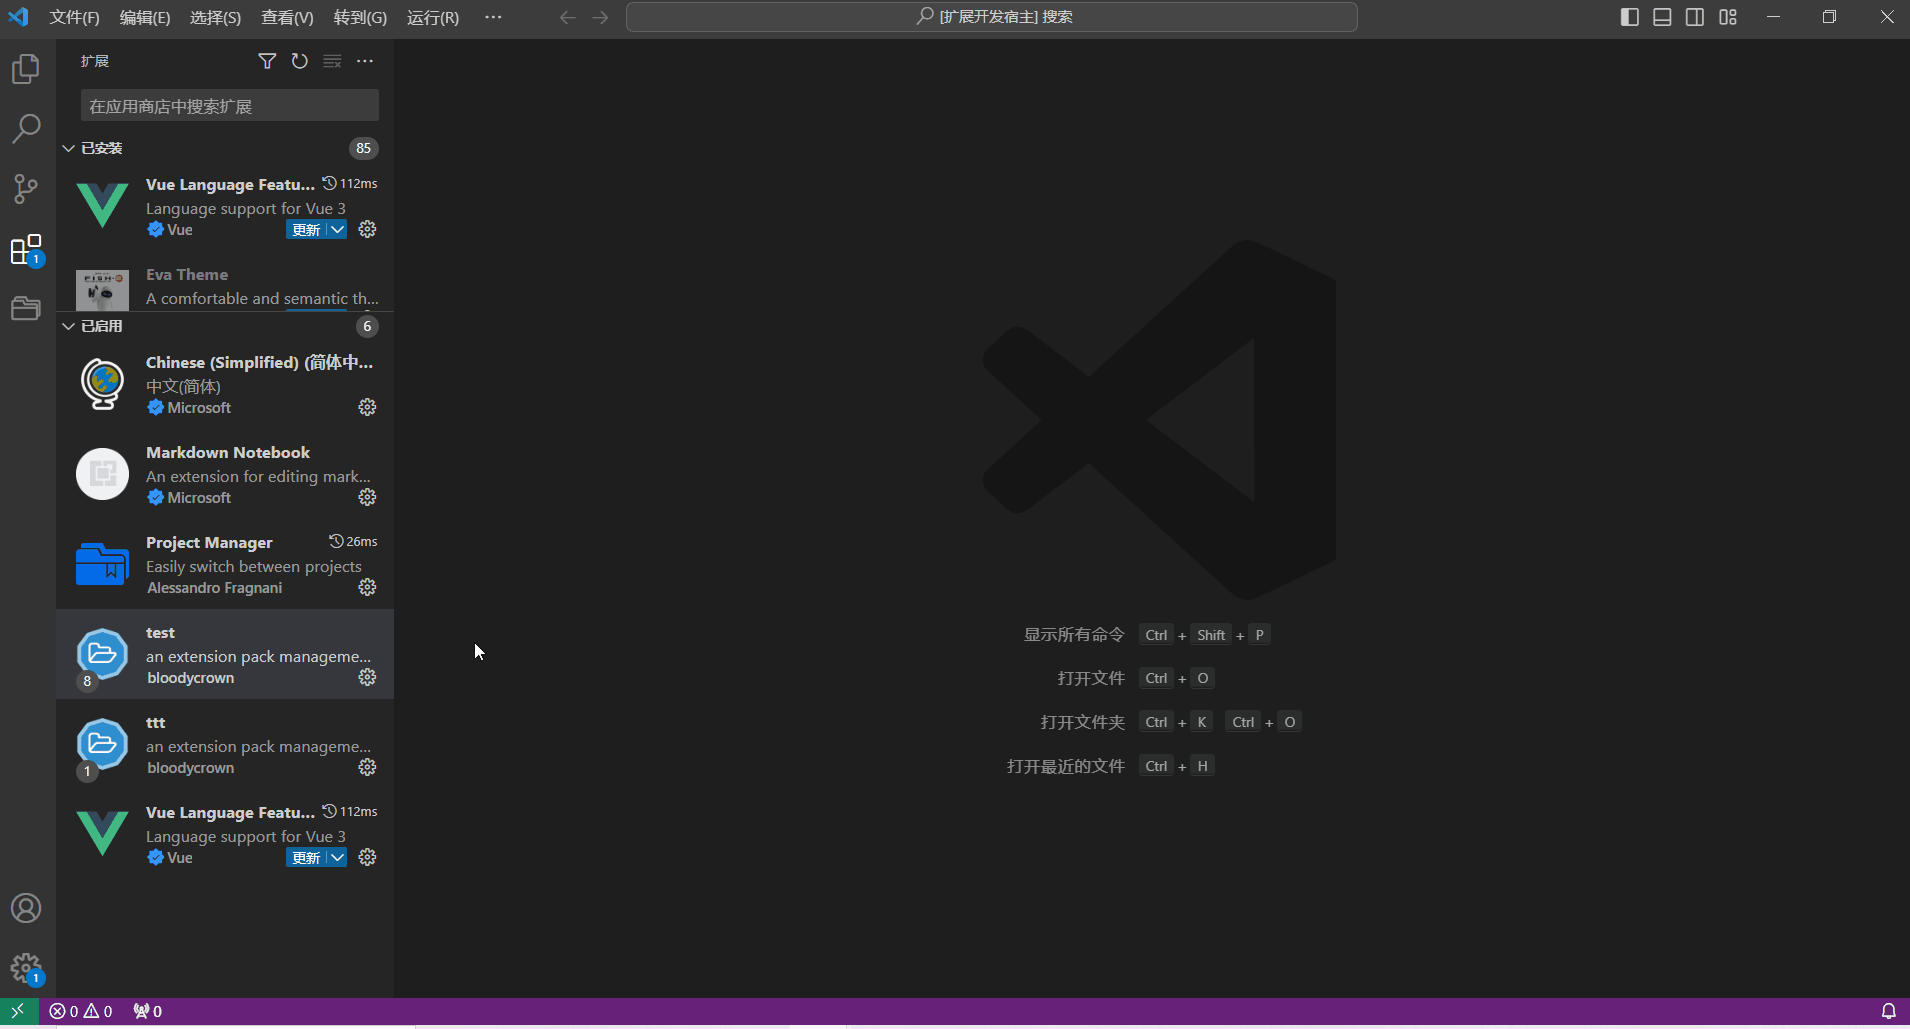 文件(F) 编辑(E) 选择(S) 查看(V) 转到(G) 运行(R) ··· [扩展开发宿主] 搜索
扩展
在应用商店中搜索扩展
已安装 85
Vue Language Featu... 112ms
Language support for Vue 3
Vue 更新
Eva Theme
A comfortable and semantic th...
已启用 6
Chinese (Simplified) (简体中...
中文(简体)
Microsoft
Markdown Notebook
An extension for editing mark...
Microsoft
Project Manager 26ms
Easily switch between projects
Alessandro Fragnani
test
an extension pack manageme...
8 bloodycrown
ttt
an extension pack manageme...
1 bloodycrown
Vue Language Featu... 112ms
Language support for Vue 3
Vue 更新
1
1
显示所有命令 Ctrl + Shift + P
打开文件 Ctrl + O
打开文件夹 Ctrl + K Ctrl + O
打开最近的文件 Ctrl + H
0 0 0